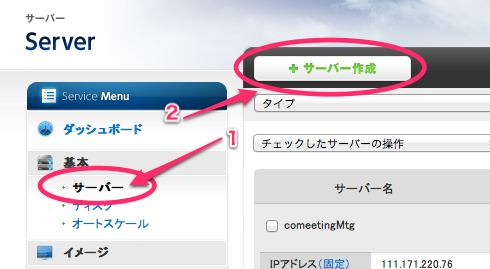 サーバー
Server
＋ サーバー作成
Service Menu
2
タイプ
ダッシュボード
1
チェックしたサーバーの操作
基本
サーバー
ディスク
サーバー名
オートスケール
comeetingMtg
イメージ
IPアドレス（固定） 111.171.220.76